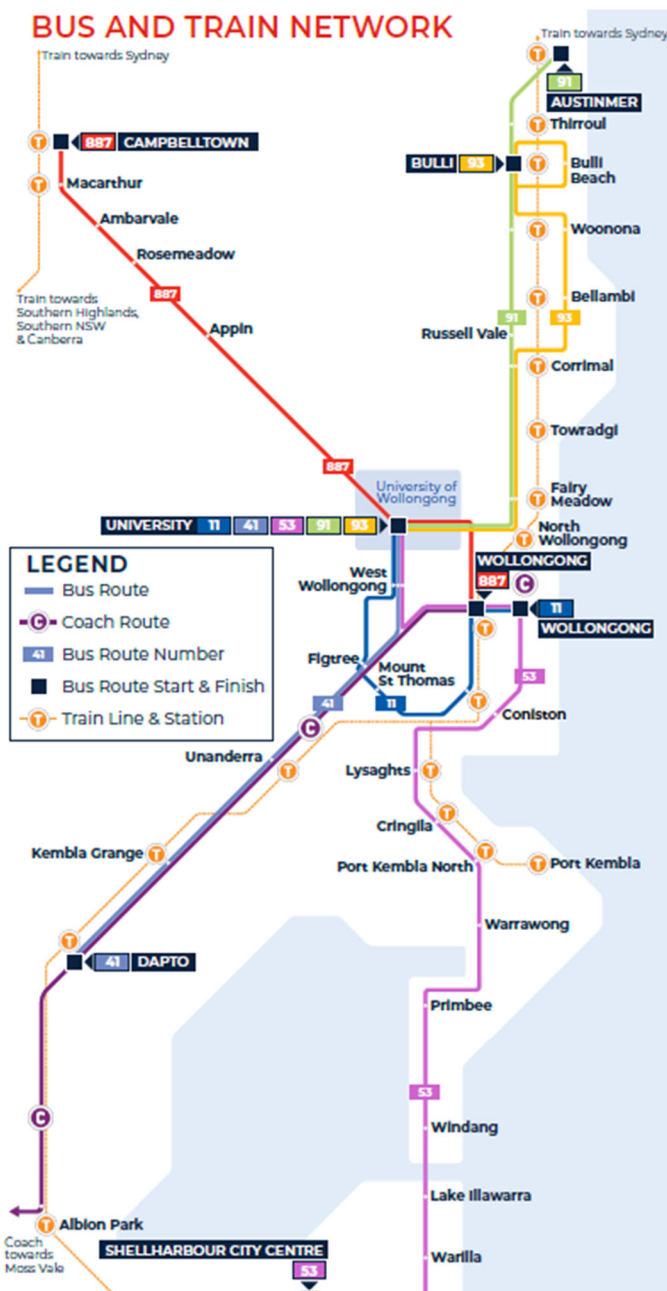 BUS AND TRAIN NETWORK
Train towards Sydney
Train towards Sydney
91
AUSTINMER
Thirroul
887 CAMPBELLTOWN
BULLI 93
Bulli
Beach
Macarthur
Woonona
Ambarvale
Rosemeadow
887
Train towards
Southern Highlands,
Southern NSW
& Canberra
Bellambi
91
93
Appin
Russell Vale
Corrimal
Towradgi
887
University of
Wollongong
Fairy
Meadow
UNIVERSITY 11 41 53 91 93
North
Wollongong
LEGEND
Bus Route
C Coach Route
41 Bus Route Number
Bus Route Start & Finish
T Train Line & Station
West
Wollongong
WOLLONGONG
887
C
11
WOLLONGONG
Figtree
Mount
St Thomas
53
41
11
C
Coniston
Unanderra
Lysaghts
Cringila
Kembla Grange
Port Kembla North
Port Kembla
Warrawong
41 DAPTO
Primbee
53
C
Windang
Lake Illawarra
Albion Park
Coach
towards
Moss Vale
SHELLHARBOUR CITY CENTRE
53
Warilla